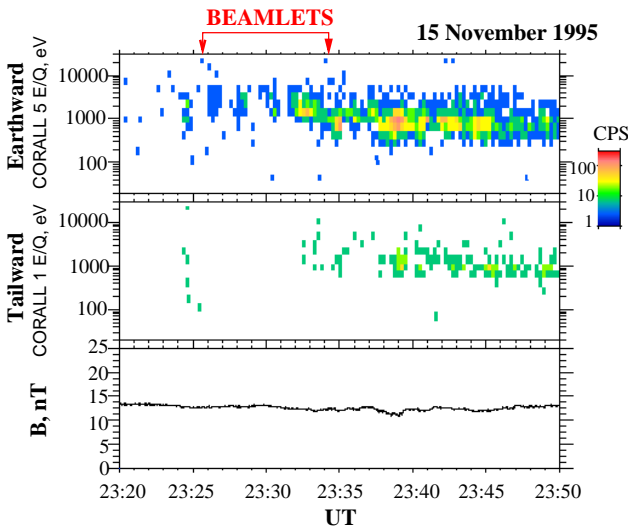 BEAMLETS
15 November 1995
Earthward
CORALL 5 E/Q, eV
10000
1000
100
CPS
100
10
1
Tailward
CORALL 1 E/Q, eV
10000
1000
100
B, nT
25
20
15
10
5
0
23:20 23:25 23:30 23:35 23:40 23:45 23:50
UT